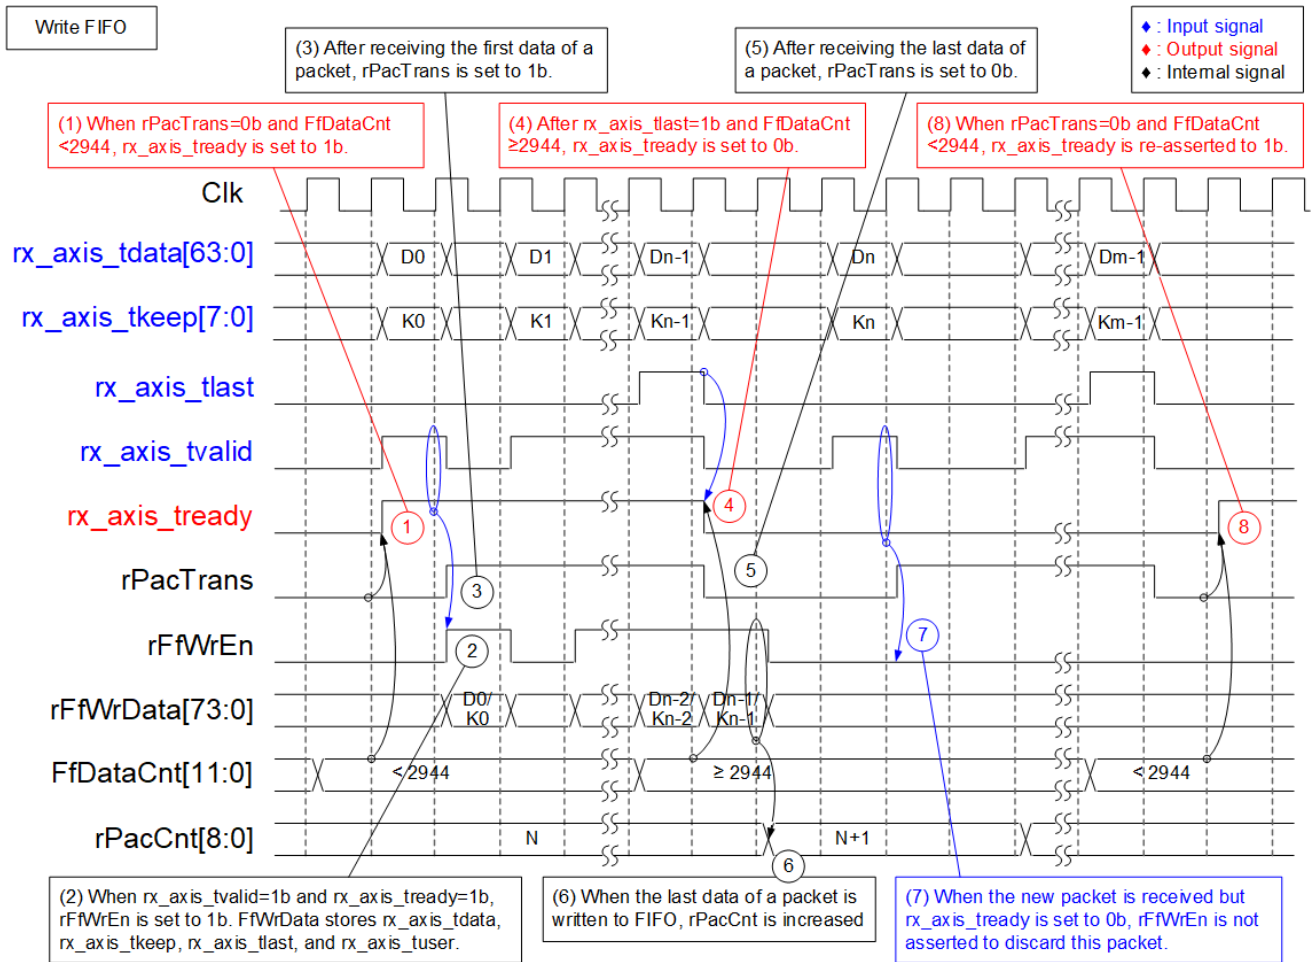 Write FIFO
(3) After receiving the first data of a
packet, rPacTrans is set to 1b.
(5) After receiving the last data of
a packet, rPacTrans is set to 0b.
♦ : Input signal
♦ : Output signal
♦ : Internal signal
(1) When rPacTrans=0b and FfDataCnt
<2944, rx_axis_tready is set to 1b.
(4) After rx_axis_tlast=1b and FfDataCnt
≥2944, rx_axis_tready is set to 0b.
(8) When rPacTrans=0b and FfDataCnt
<2944, rx_axis_tready is re-asserted to 1b.
Clk
rx_axis_tdata[63:0] D0 D1 Dn-1 Dn Dm-1
rx_axis_tkeep[7:0] K0 K1 Kn-1 Kn Km-1
rx_axis_tlast
rx_axis_tvalid
rx_axis_tready 1 4 8
rPacTrans 3 5
rFfWrEn 2 7
rFfWrData[73:0] D0/ Dn-2/ Dn-1/
K0 Kn-2 Kn-1
FfDataCnt[11:0] < 2944 ≥ 2944 < 2944
rPacCnt[8:0] N N+1
6
(2) When rx_axis_tvalid=1b and rx_axis_tready=1b,
rFfWrEn is set to 1b. FfWrData stores rx_axis_tdata,
rx_axis_tkeep, rx_axis_tlast, and rx_axis_tuser.
(6) When the last data of a packet is
written to FIFO, rPacCnt is increased
(7) When the new packet is received but
rx_axis_tready is set to 0b, rFfWrEn is not
asserted to discard this packet.